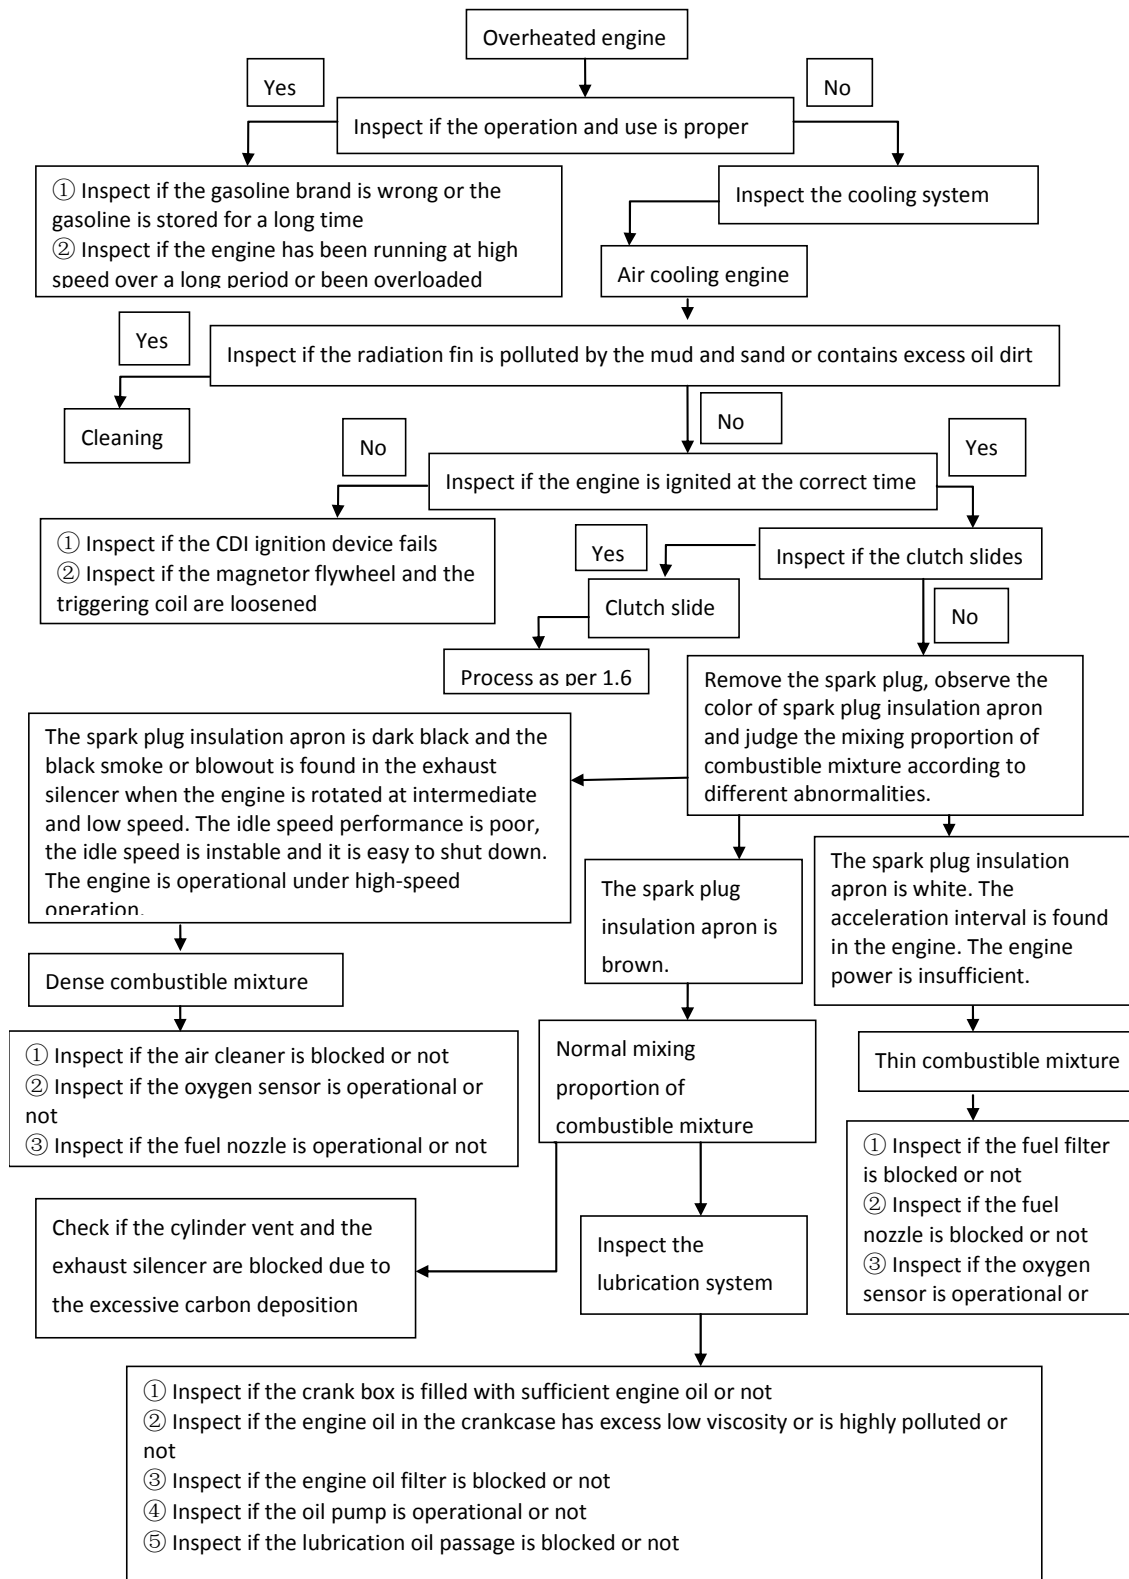 Overheated engine
Yes
No
Inspect if the operation and use is proper
① Inspect if the gasoline brand is wrong or the
gasoline is stored for a long time
② Inspect if the engine has been running at high
speed over a long period or been overloaded
Inspect the cooling system
Air cooling engine
Yes
Inspect if the radiation fin is polluted by the mud and sand or contains excess oil dirt
Cleaning
No
No
Yes
Inspect if the engine is ignited at the correct time
① Inspect if the CDI ignition device fails
② Inspect if the magnetor flywheel and the
triggering coil are loosened
Yes
Inspect if the clutch slides
Clutch slide
No
Process as per 1.6
Remove the spark plug, observe the
color of spark plug insulation apron
and judge the mixing proportion of
combustible mixture according to
different abnormalities.
The spark plug insulation apron is dark black and the
black smoke or blowout is found in the exhaust
silencer when the engine is rotated at intermediate
and low speed. The idle speed performance is poor,
the idle speed is instable and it is easy to shut down.
The engine is operational under high-speed
operation.
The spark plug
insulation apron is
brown.
The spark plug insulation
apron is white. The
acceleration interval is found
in the engine. The engine
power is insufficient.
Dense combustible mixture
① Inspect if the air cleaner is blocked or not
② Inspect if the oxygen sensor is operational or
not
③ Inspect if the fuel nozzle is operational or not
Normal mixing
proportion of
combustible mixture
Thin combustible mixture
① Inspect if the fuel filter
is blocked or not
② Inspect if the fuel
nozzle is blocked or not
③ Inspect if the oxygen
sensor is operational or
Check if the cylinder vent and the
exhaust silencer are blocked due to
the excessive carbon deposition
Inspect the
lubrication system
① Inspect if the crank box is filled with sufficient engine oil or not
② Inspect if the engine oil in the crankcase has excess low viscosity or is highly polluted or
not
③ Inspect if the engine oil filter is blocked or not
④ Inspect if the oil pump is operational or not
⑤ Inspect if the lubrication oil passage is blocked or not